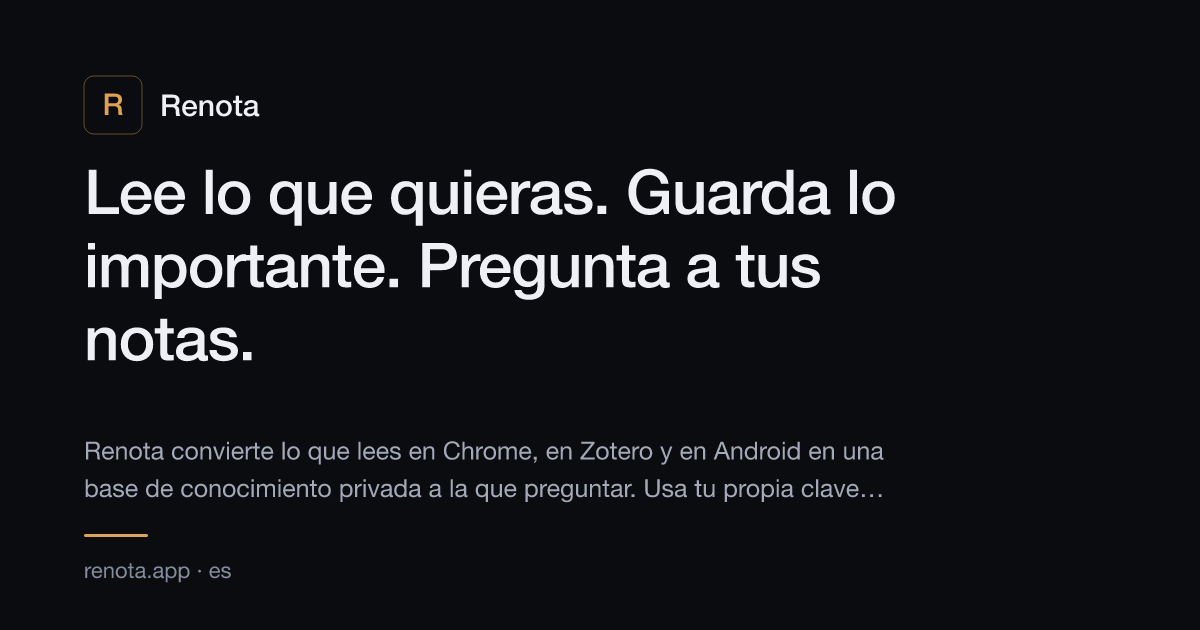 R
Renota
Lee lo que quieras. Guarda lo
importante. Pregunta a tus
notas.
Renota convierte lo que lees en Chrome, en Zotero y en Android en una
base de conocimiento privada a la que preguntar. Usa tu propia clave…
renota.app · es